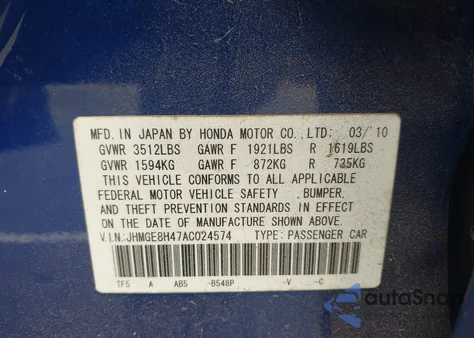 MFD. IN JAPAN BY HONDA MOTOR CO.,LTD. 03/'10
GVWR 3512LBS GAWR F 1921LBS R 1619LBS
GVWR 1594KG GAWR F 872KG R 735KG
THIS VEHICLE CONFORMS TO ALL APPLICABLE
FEDERAL MOTOR VEHICLE SAFETY ,BUMPER,
AND THEFT PREVENTION STANDARDS IN EFFECT
ON THE DATE OF MANUFACTURE SHOWN ABOVE.
V.I.N.:JHMGE8H47AC024574 TYPE: PASSENGER CAR
TF5 A AB5 -B548P -V -C
autoSnap